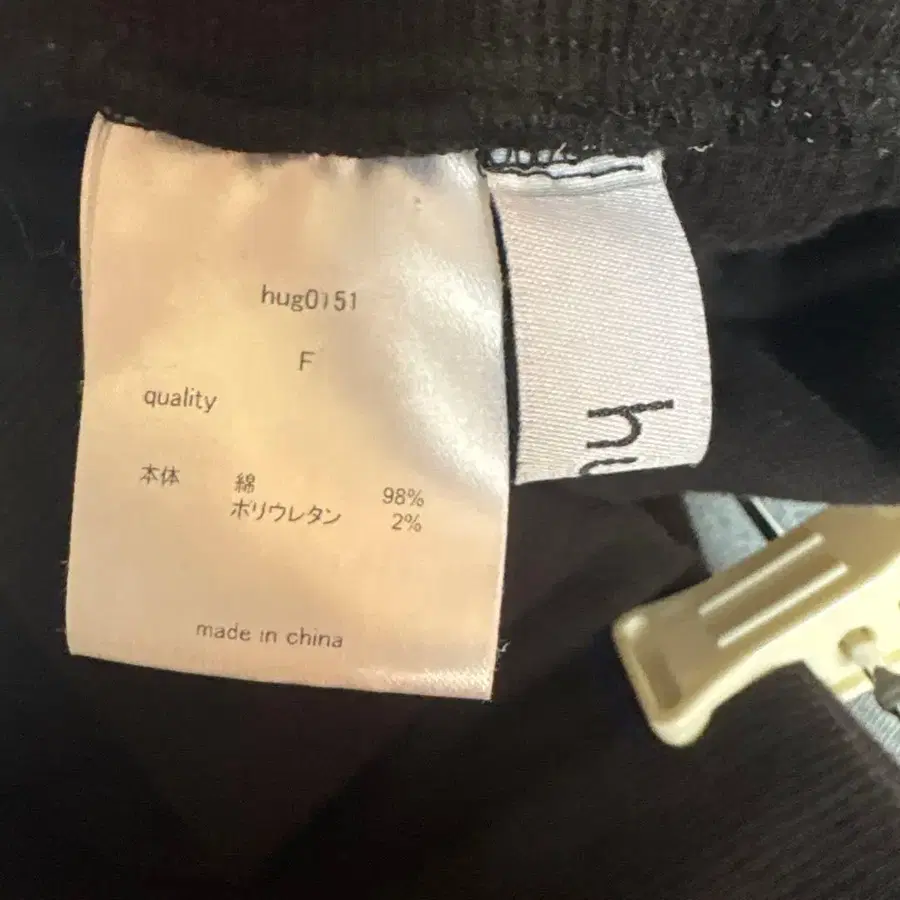 hug0151
F
quality
本体 綿 98%
ポリウレタン 2%
made in china
hu